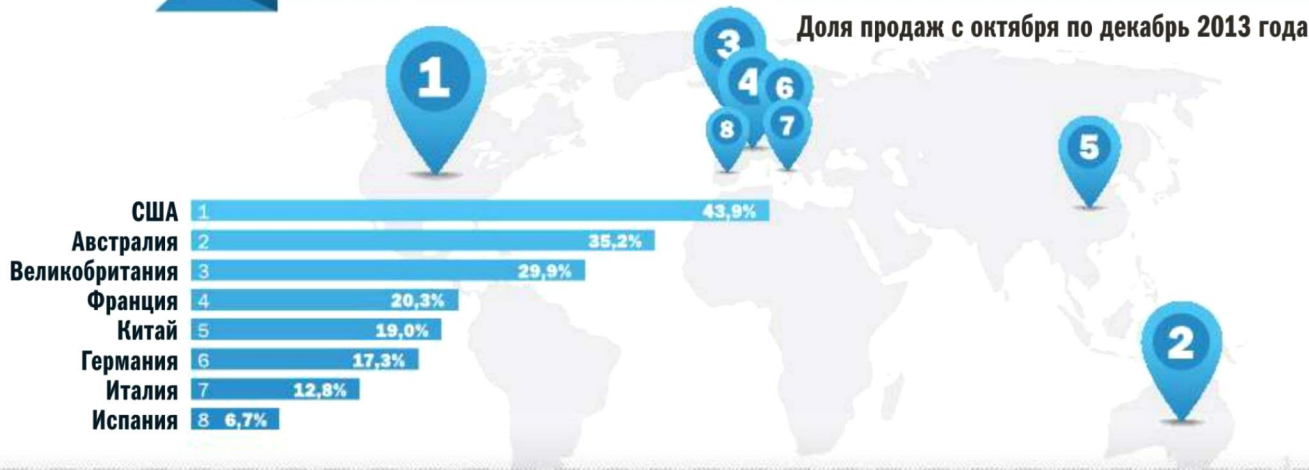 Доля продаж с октября по декабрь 2013 года
1
3
4
6
8
7
5
2
США 1 43,9%
Австралия 2 35,2%
Великобритания 3 29,9%
Франция 4 20,3%
Китай 5 19,0%
Германия 6 17,3%
Италия 7 12,8%
Испания 8 6,7%